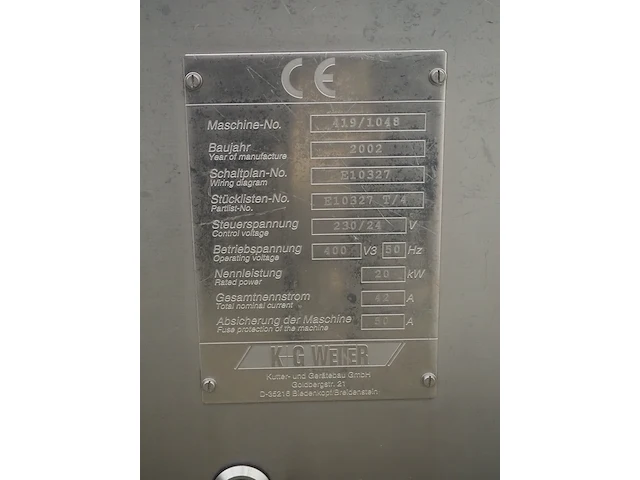 CE
Maschine-No. 419/1048
Baujahr 2002
Year of manufacture
Schaltplan-No. E10327
Wiring diagram
Stücklisten-No. E10327 T/4
Partlist-No.
Steuerspannung 230/24 V
Control voltage
Betriebspannung 400 V3 50 Hz
Operating voltage
Nennleistung 20 kW
Rated power
Gesamtnennstrom 42 A
Total nominal current
Absicherung der Maschine 50 A
Fuse protection of the machine
K+G WETTER
Kutter- und Gerätebau GmbH
Goldbergstr. 21
D-35216 Biedenkopf/Breidenstein